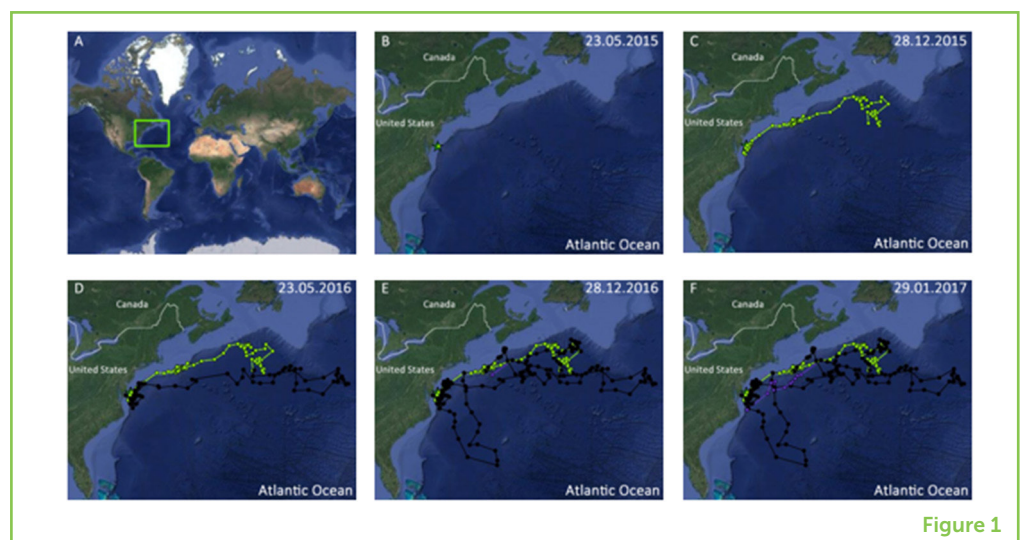 A
B
23.05.2015
Canada
United States
Atlantic Ocean
C
28.12.2015
Canada
United States
Atlantic Ocean
D
23.05.2016
Canada
United States
Atlantic Ocean
E
28.12.2016
Canada
United States
Atlantic Ocean
F
29.01.2017
Canada
United States
Atlantic Ocean
Figure 1